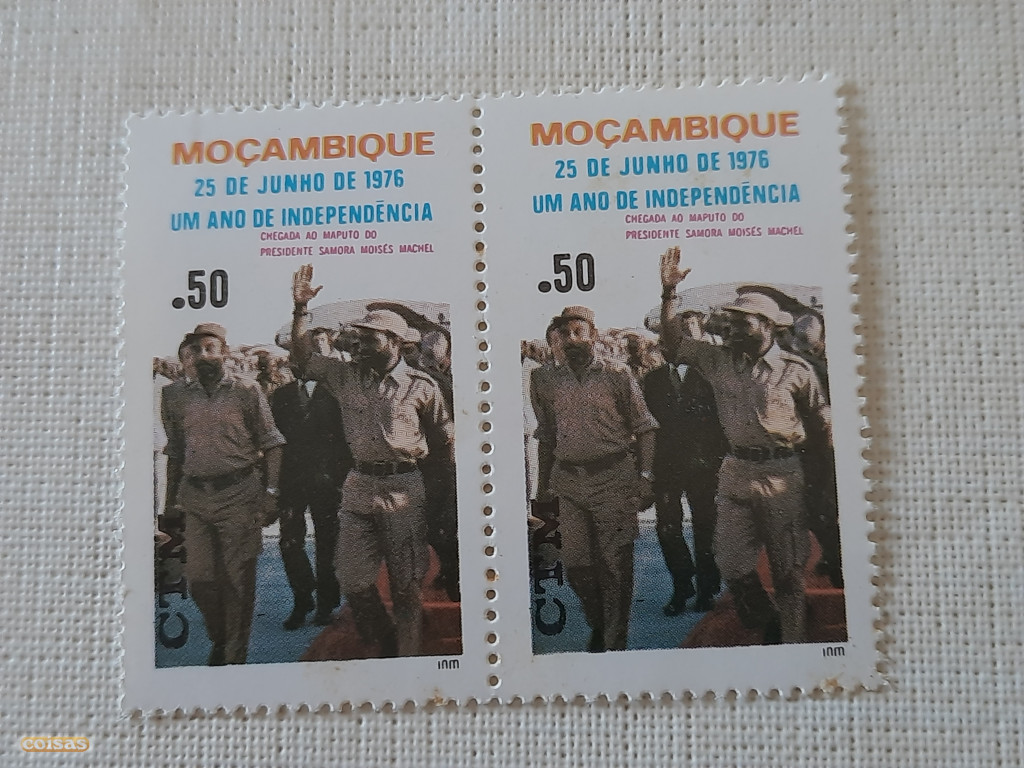 MOÇAMBIQUE
25 DE JUNHO DE 1976
UM ANO DE INDEPENDÊNCIA
CHEGADA AO MAPUTO DO
PRESIDENTE SAMORA MOISÉS MACHEL
.50
CTM
INM
MOÇAMBIQUE
25 DE JUNHO DE 1976
UM ANO DE INDEPENDÊNCIA
CHEGADA AO MAPUTO DO
PRESIDENTE SAMORA MOISÉS MACHEL
.50
CTM
INM
coisas